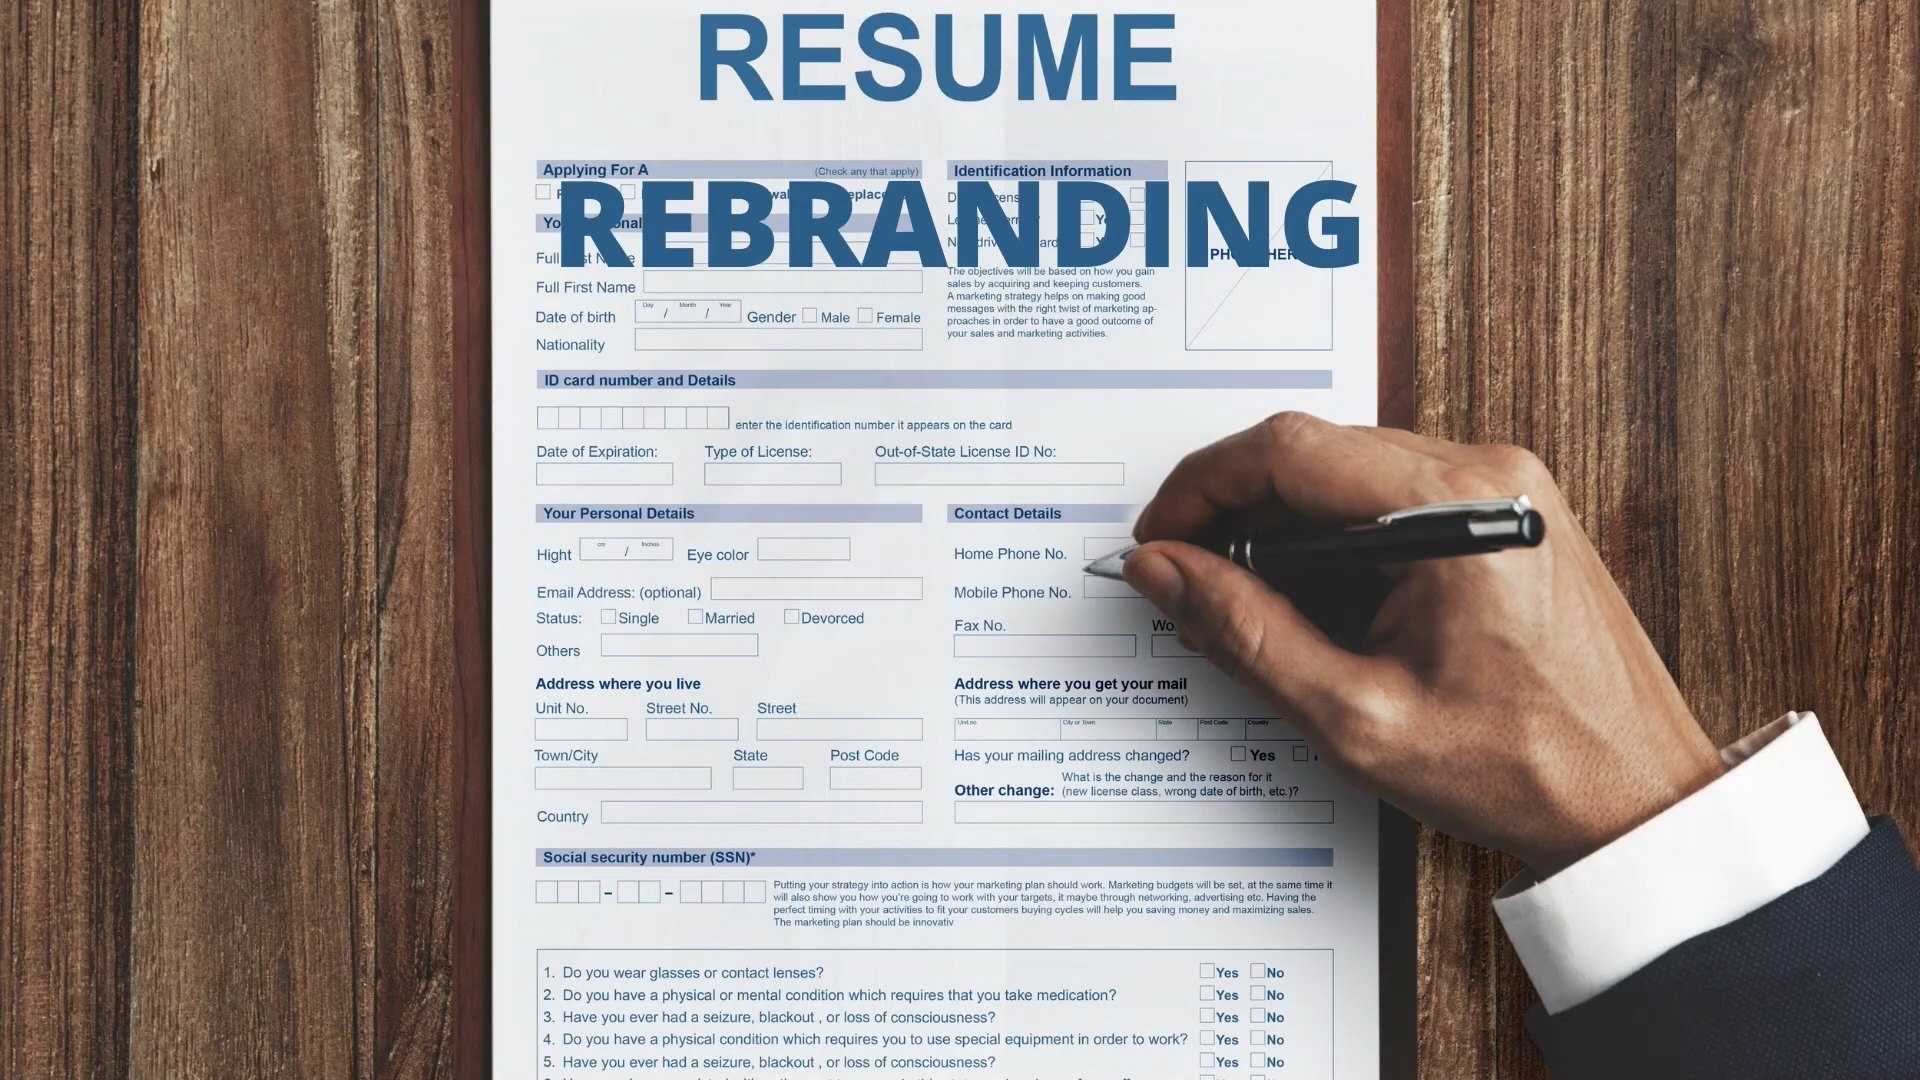 RESUME
REBRANDING
Applying For A (Check any that apply)
Identification Information
Full First Name
Date of birth Day / Month / Year Gender Male Female
Nationality
The objectives will be based on how you gain
sales by acquiring and keeping customers.
A marketing strategy helps on making good
messages with the right twist of marketing ap-
proaches in order to have a good outcome of
your sales and marketing activities.
ID card number and Details
enter the identification number it appears on the card
Date of Expiration: Type of License: Out-of-State License ID No:
Your Personal Details
Hight cm / Inches Eye color
Email Address: (optional)
Status: Single Married Devorced
Others
Contact Details
Home Phone No.
Mobile Phone No.
Fax No.
Address where you live
Unit No. Street No. Street
Town/City State Post Code
Country
Address where you get your mail
(This address will appear on your document)
Unit no City or Town State Post Code Country
Has your mailing address changed? Yes
What is the change and the reason for it
Other change: (new license class, wrong date of birth, etc.)?
Social security number (SSN)*
Putting your strategy into action is how your marketing plan should work. Marketing budgets will be set, at the same time it
will also show you how you're going to work with your targets, it maybe through networking, advertising etc. Having the
perfect timing with your activities to fit your customers buying cycles will help you saving money and maximizing sales.
The marketing plan should be innovativ
1. Do you wear glasses or contact lenses? Yes No
2. Do you have a physical or mental condition which requires that you take medication? Yes No
3. Have you ever had a seizure, blackout , or loss of consciousness? Yes No
4. Do you have a physical condition which requires you to use special equipment in order to work? Yes No
5. Have you ever had a seizure, blackout , or loss of consciousness? Yes No